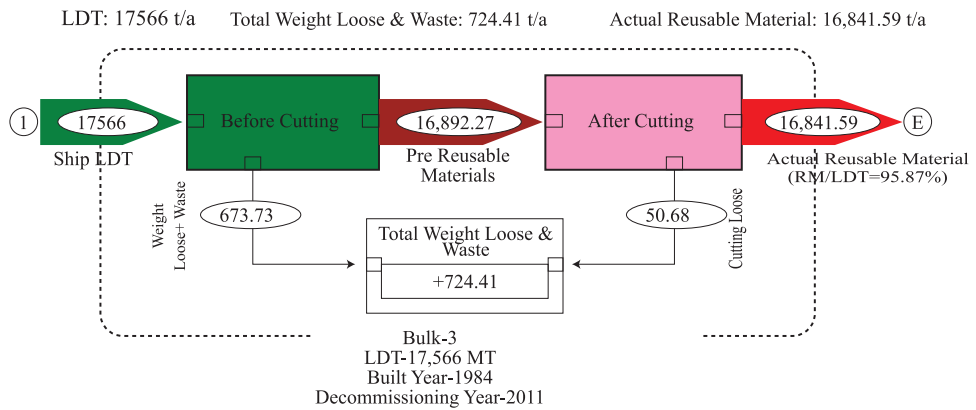 LDT: 17566 t/a
Total Weight Loose & Waste: 724.41 t/a
Actual Reusable Material: 16,841.59 t/a
1
17566
Ship LDT
Before Cutting
16,892.27
Pre Reusable
Materials
After Cutting
16,841.59
E
Actual Reusable Material
(RM/LDT=95.87%)
Weight
Loose+ Waste
673.73
50.68
Cutting Loose
Total Weight Loose &
Waste
+724.41
Bulk-3
LDT-17,566 MT
Built Year-1984
Decommissioning Year-2011